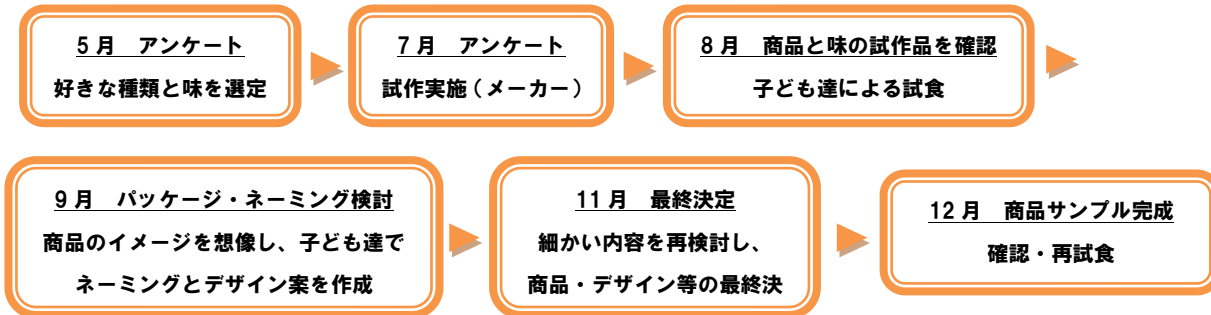 5月　アンケート
好きな種類と味を選定
7月　アンケート
試作実施（メーカー）
8月　商品と味の試作品を確認
子ども達による試食
9月　パッケージ・ネーミング検討
商品のイメージを想像し、子ども達で
ネーミングとデザイン案を作成
11月　最終決定
細かい内容を再検討し、
商品・デザイン等の最終決
12月　商品サンプル完成
確認・再試食